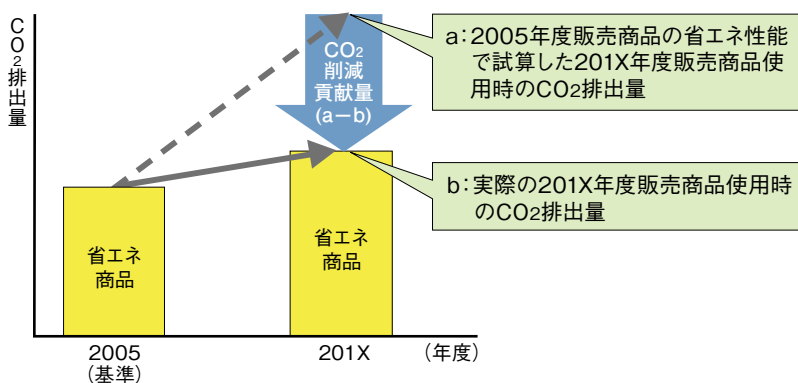 CO2排出量
CO2
削減
貢献量
(a−b)
a：2005年度販売商品の省エネ性能
で試算した201X年度販売商品使
用時のCO2排出量
b：実際の201X年度販売商品使用時
のCO2排出量
省エネ
商品
省エネ
商品
2005
(基準)
201X
(年度)